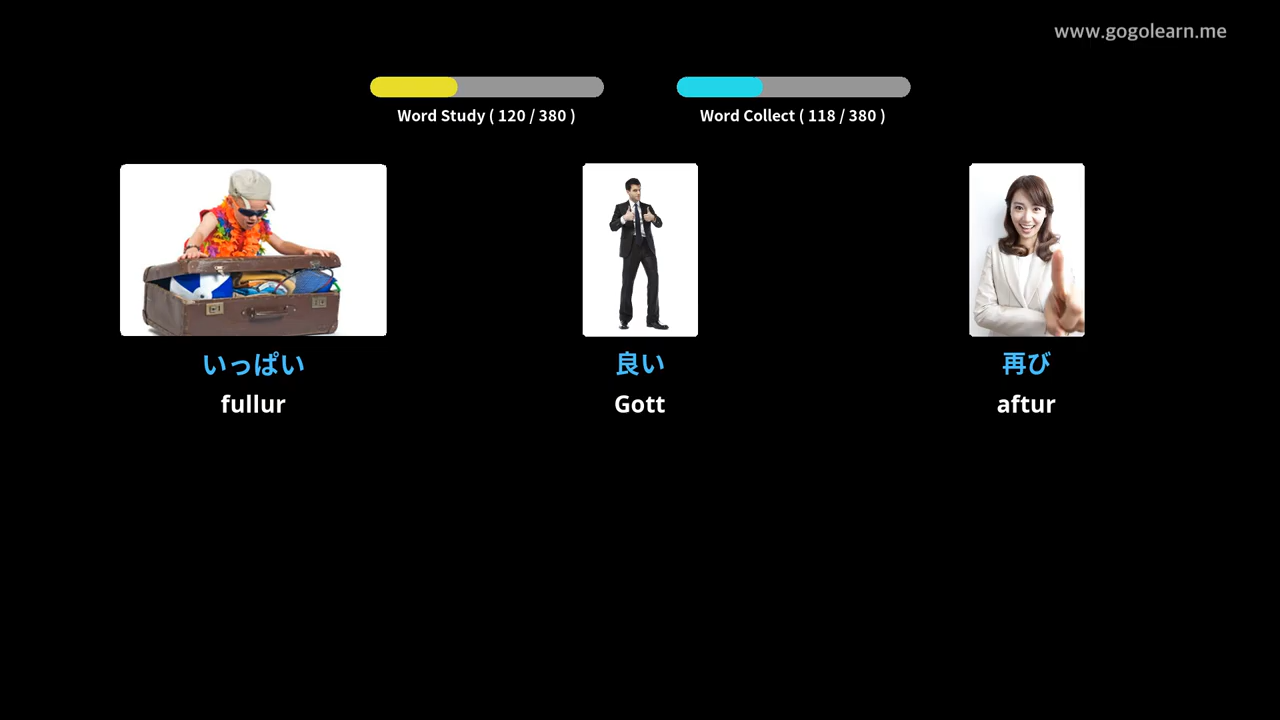 www.gogolearn.me
Word Study ( 120 / 380 )
Word Collect ( 118 / 380 )
いっぱい
良い
再び
fullur
Gott
aftur